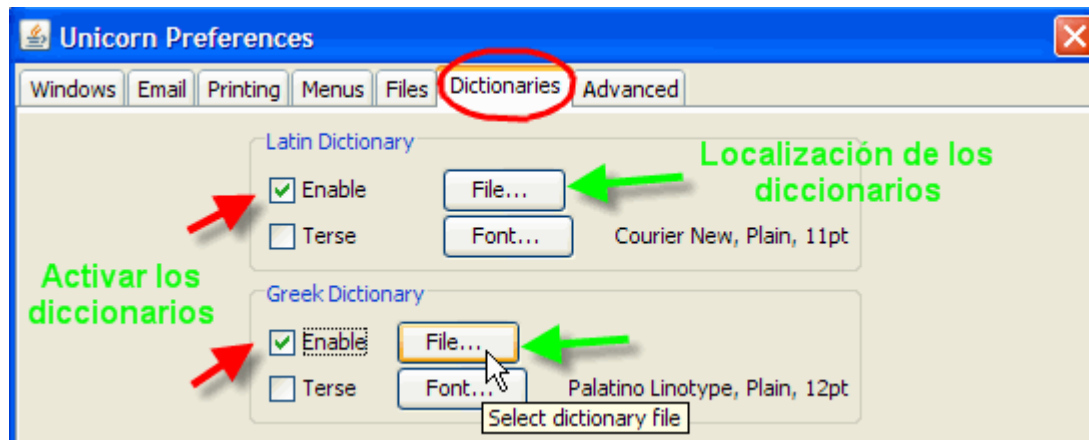 Unicorn Preferences
Windows Email Printing Menus Files Dictionaries Advanced
Latin Dictionary
Localización de los
diccionarios
Enable File...
Terse Font... Courier New, Plain, 11pt
Activar los
diccionarios
Greek Dictionary
Enable File...
Terse Font... Palatino Linotype, Plain, 12pt
Select dictionary file